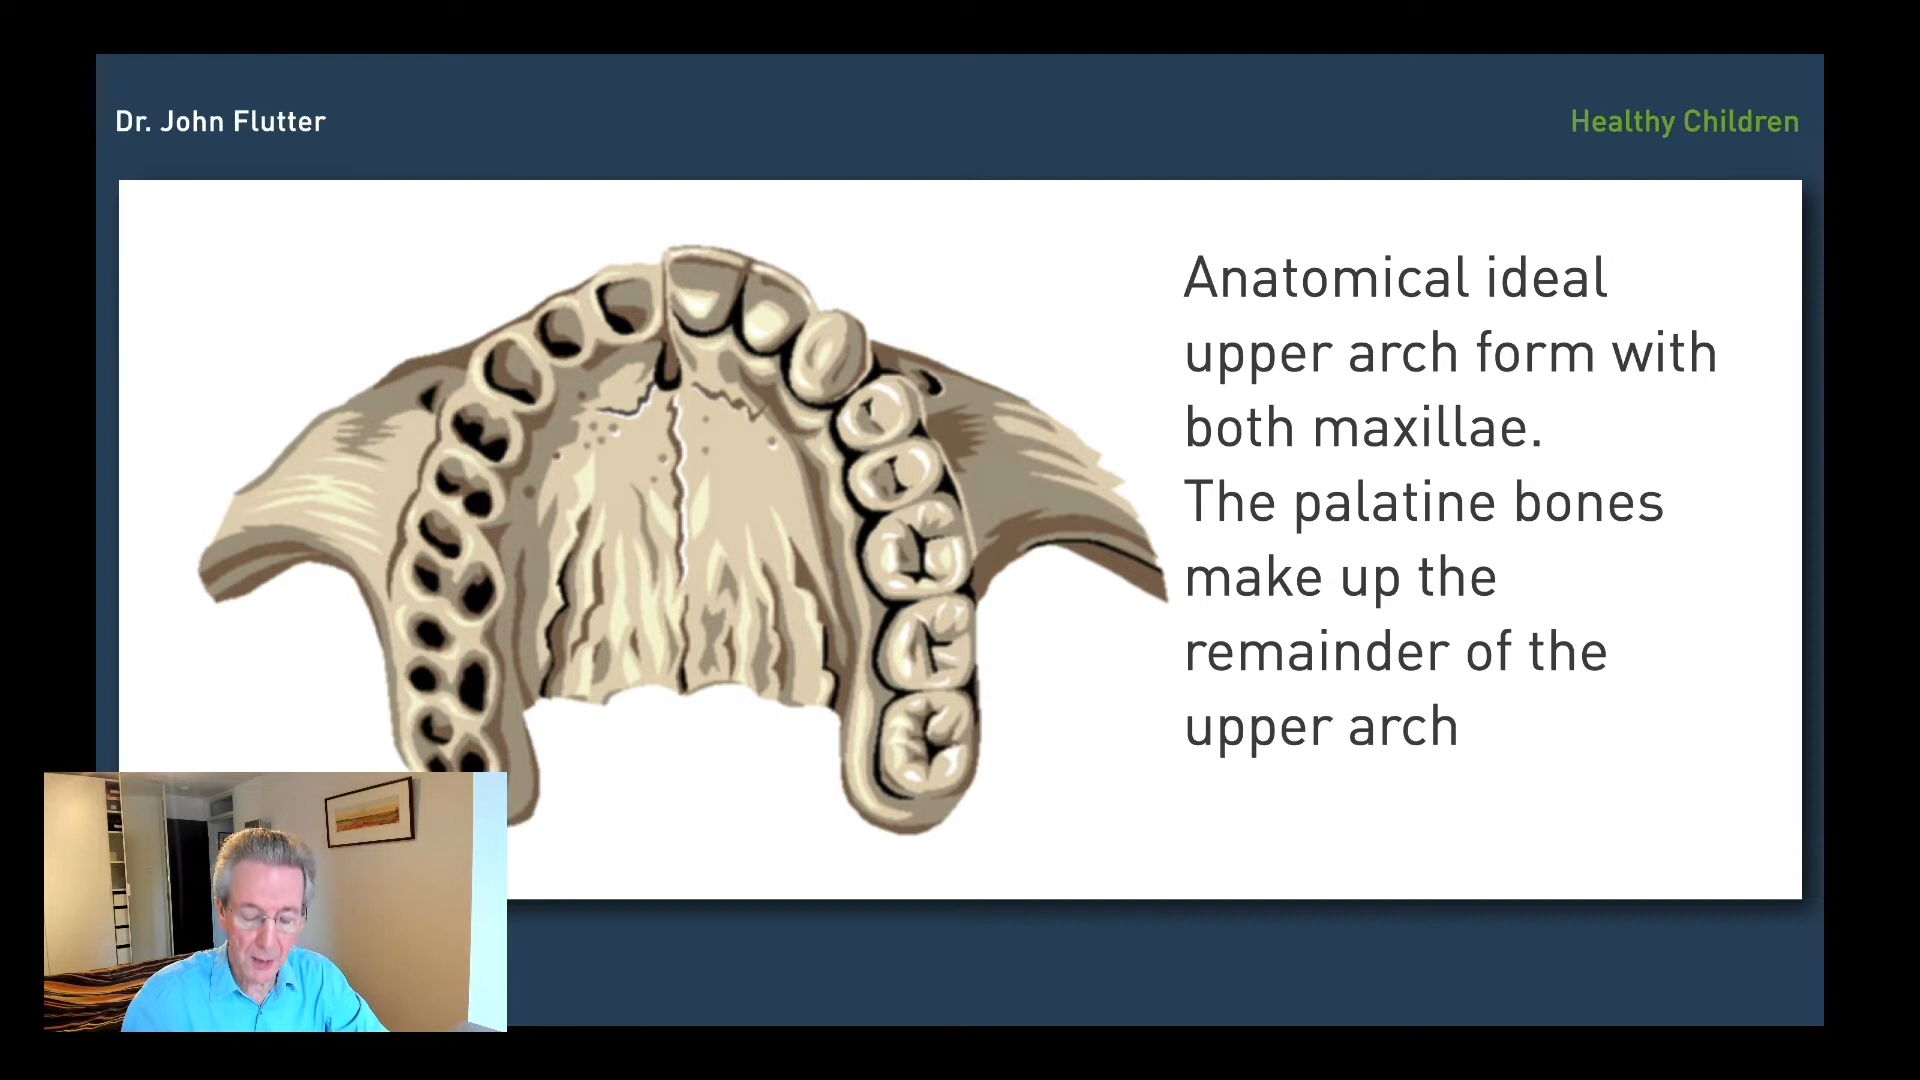 Dr. John Flutter
Healthy Children
Anatomical ideal
upper arch form with
both maxillae.
The palatine bones
make up the
remainder of the
upper arch